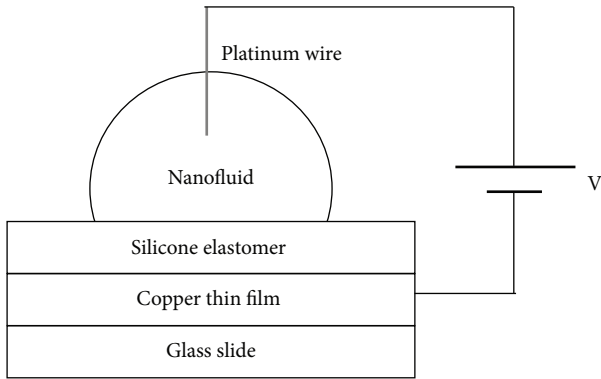 Platinum wire
Nanofluid
V
Silicone elastomer
Copper thin film
Glass slide